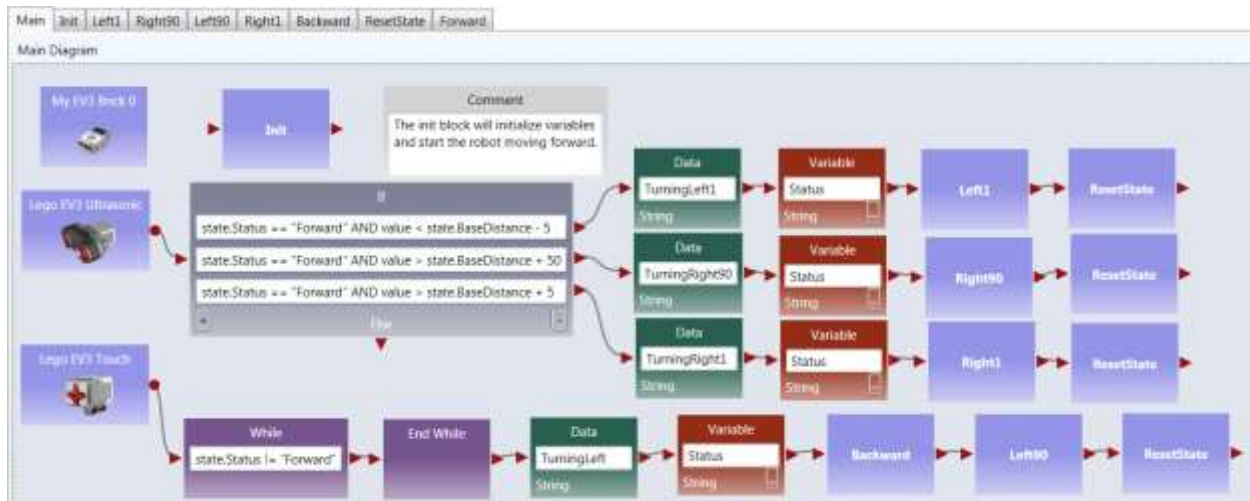 Main Init Left1 Right90 Left90 Right1 Backward ResetState Forward
Main Diagram
My EV3 Brick 0
Init
Comment
The init block will initialize variables
and start the robot moving forward.
Lego EV3 Ultrasonic
If
state.Status == "Forward" AND value < state.BaseDistance - 5
state.Status == "Forward" AND value > state.BaseDistance + 50
state.Status == "Forward" AND value > state.BaseDistance + 5
Else
Data
TurningLeft1
String
Variable
Status
String
Left1
ResetState
Data
TurningRight90
String
Variable
Status
String
Right90
ResetState
Data
TurningRight1
String
Variable
Status
String
Right1
ResetState
Lego EV3 Touch
While
state.Status != "Forward"
End While
Data
TurningLeft
String
Variable
Status
String
Backward
Left90
ResetState